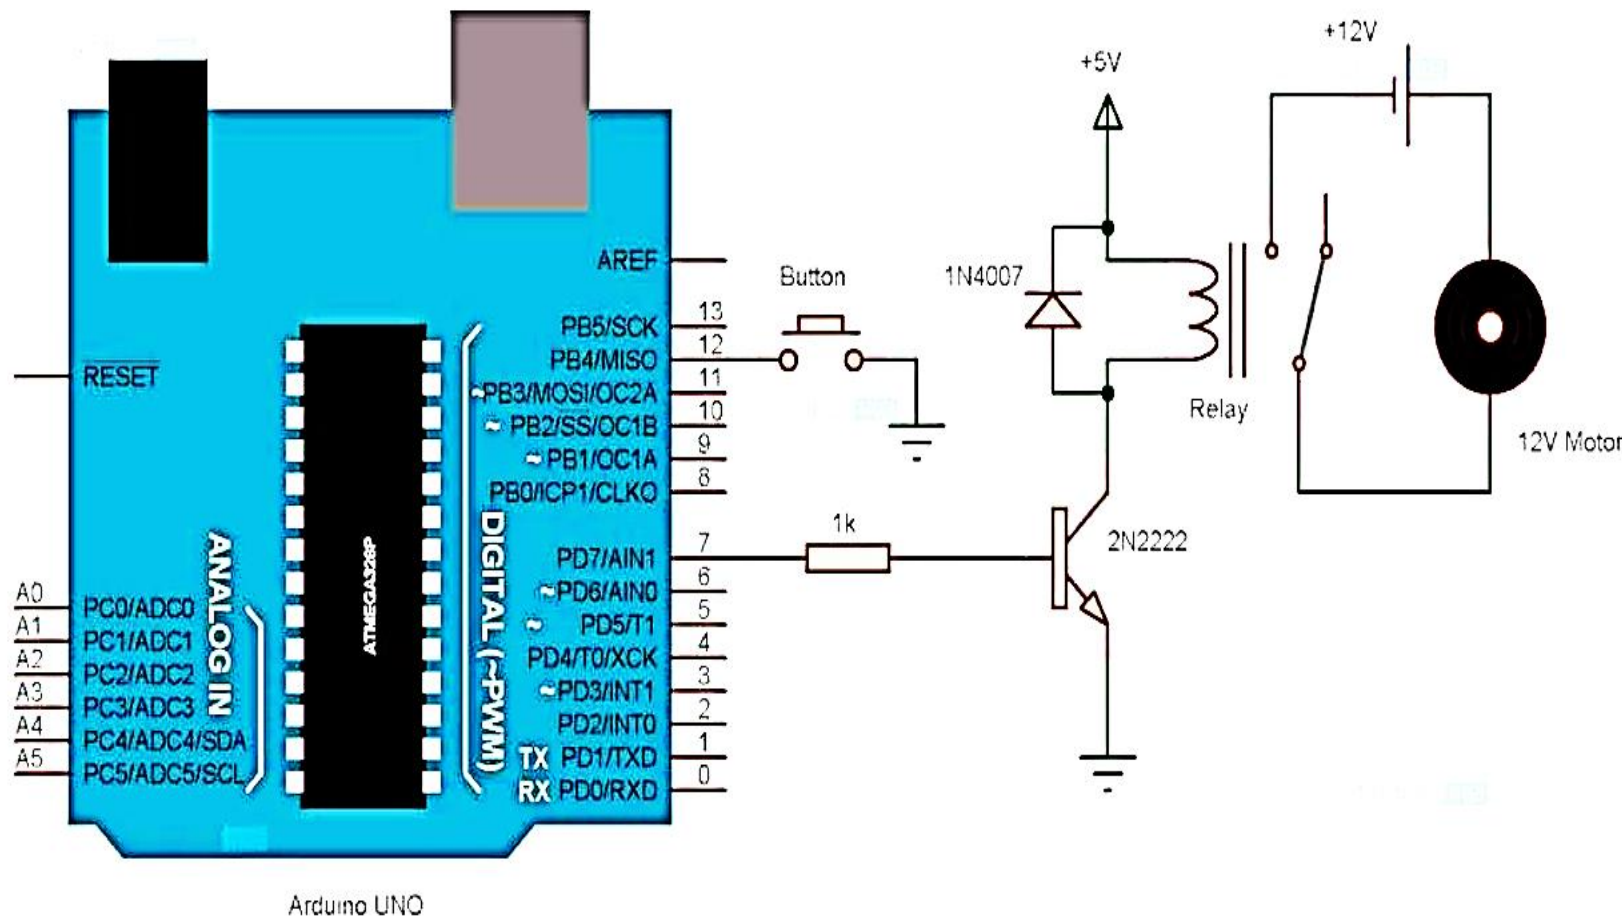 +12V
+5V
AREF
Button
1N4007
PB5/SCK 13
PB4/MISO 12
RESET
~PB3/MOSI/OC2A 11
~ PB2/SS/OC1B 10
Relay
~ PB1/OC1A 9
12V Motor
PB0/ICP1/CLKO 8
1k
2N2222
PD7/AIN1 7
~PD6/AIN0 6
~ PD5/T1 5
PD4/T0/XCK 4
~PD3/INT1 3
PD2/INT0 2
TX PD1/TXD 1
RX PD0/RXD 0
DIGITAL (~PWM)
ATMEGA328P
ANALOG IN
A0 PC0/ADC0
A1 PC1/ADC1
A2 PC2/ADC2
A3 PC3/ADC3
A4 PC4/ADC4/SDA
A5 PC5/ADC5/SCL
Arduino UNO